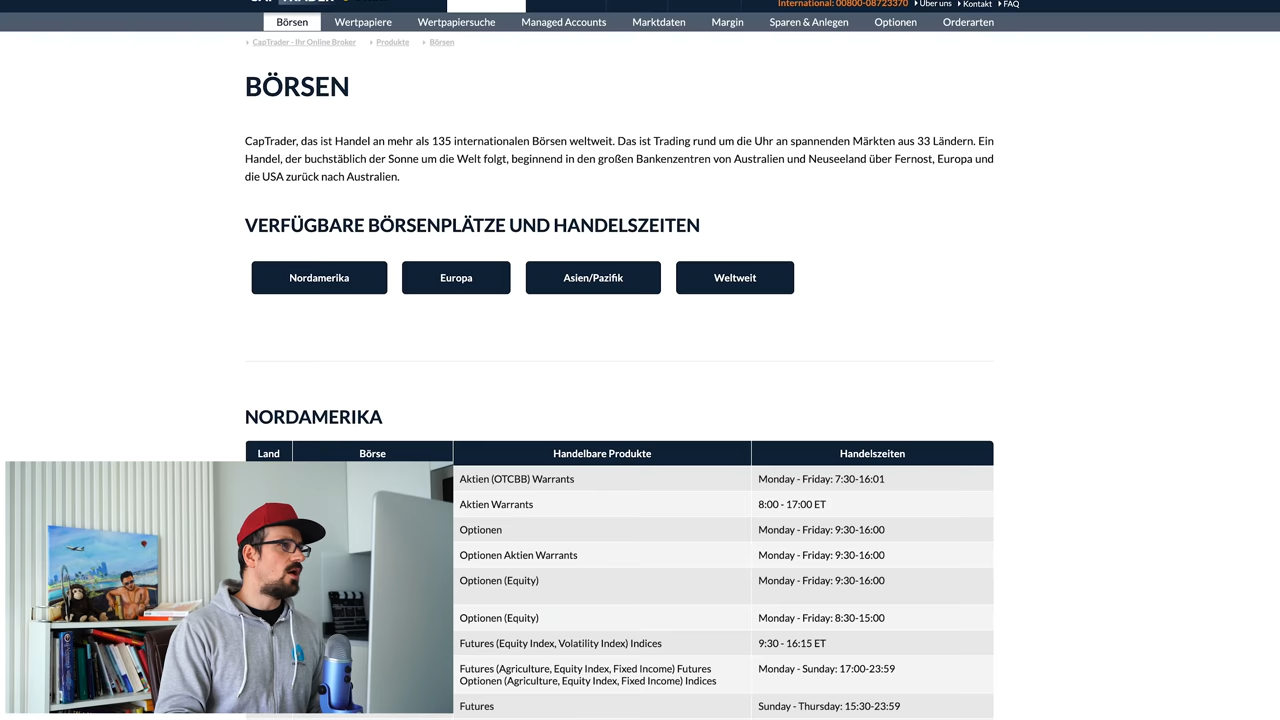 International: 00800-08723370 Über uns Kontakt FAQ
Börsen Wertpapiere Wertpapiersuche Managed Accounts Marktdaten Margin Sparen & Anlegen Optionen Orderarten
CapTrader - Ihr Online Broker Produkte Börsen
BÖRSEN
CapTrader, das ist Handel an mehr als 135 internationalen Börsen weltweit. Das ist Trading rund um die Uhr an spannenden Märkten aus 33 Ländern. Ein
Handel, der buchstäblich der Sonne um die Welt folgt, beginnend in den großen Bankenzentren von Australien und Neuseeland über Fernost, Europa und
die USA zurück nach Australien.
VERFÜGBARE BÖRSENPLÄTZE UND HANDELSZEITEN
Nordamerika Europa Asien/Pazifik Weltweit
NORDAMERIKA
Land Börse Handelbare Produkte Handelszeiten
Aktien (OTCBB) Warrants Monday - Friday: 7:30-16:01
Aktien Warrants 8:00 - 17:00 ET
Optionen Monday - Friday: 9:30-16:00
Optionen Aktien Warrants Monday - Friday: 9:30-16:00
Optionen (Equity) Monday - Friday: 9:30-16:00
Optionen (Equity) Monday - Friday: 8:30-15:00
Futures (Equity Index, Volatility Index) Indices 9:30 - 16:15 ET
Futures (Agriculture, Equity Index, Fixed Income) Futures Monday - Sunday: 17:00-23:59
Optionen (Agriculture, Equity Index, Fixed Income) Indices
Futures Sunday - Thursday: 15:30-23:59